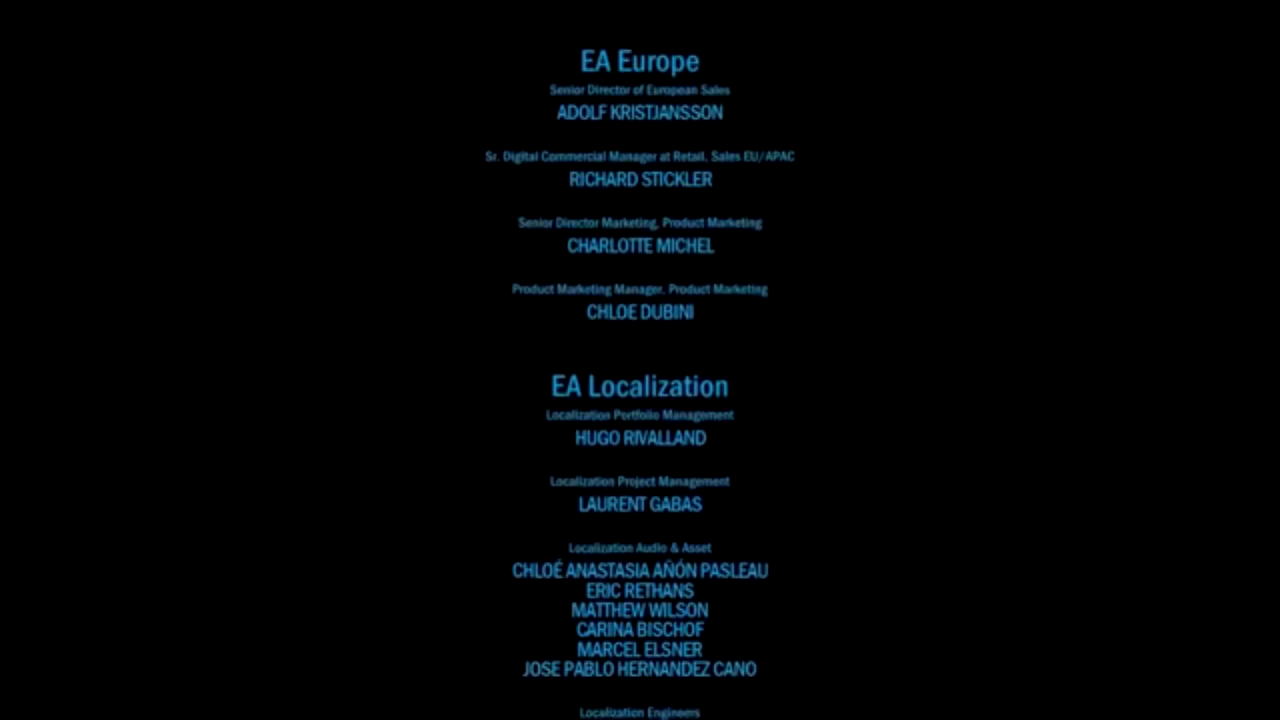 EA Europe
Senior Director of European Sales
ADOLF KRISTJANSSON
Sr. Digital Commercial Manager at Retail, Sales EU/APAC
RICHARD STICKLER
Senior Director Marketing, Product Marketing
CHARLOTTE MICHEL
Product Marketing Manager, Product Marketing
CHLOE DUBINI
EA Localization
Localization Portfolio Management
HUGO RIVALLAND
Localization Project Management
LAURENT GABAS
Localization Audio & Asset
CHLOÉ ANASTASIA AÑÓN PASLEAU
ERIC RETHANS
MATTHEW WILSON
CARINA BISCHOF
MARCEL ELSNER
JOSE PABLO HERNANDEZ CANO
Localization Engineers